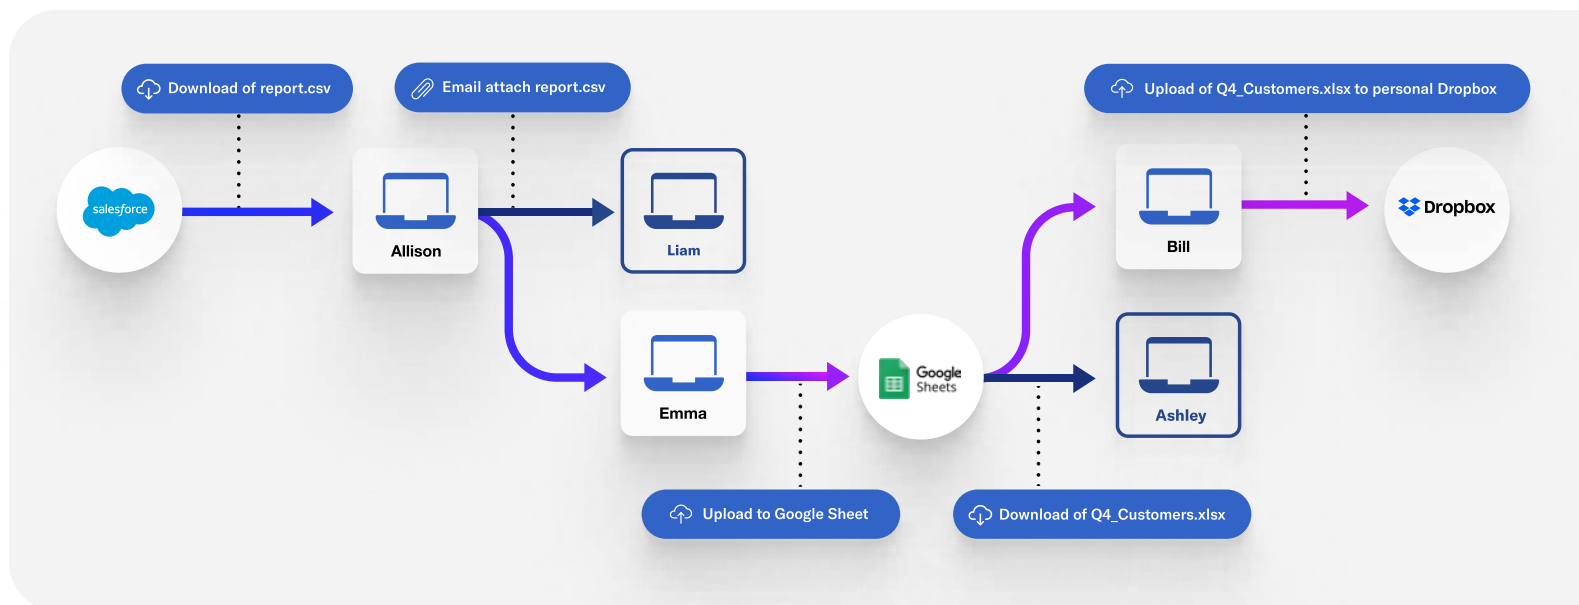 Download of report.csv
Email attach report.csv
Upload of Q4_Customers.xlsx to personal Dropbox
salesforce
Allison
Liam
Bill
Dropbox
Emma
Google
Sheets
Ashley
Upload to Google Sheet
Download of Q4_Customers.xlsx